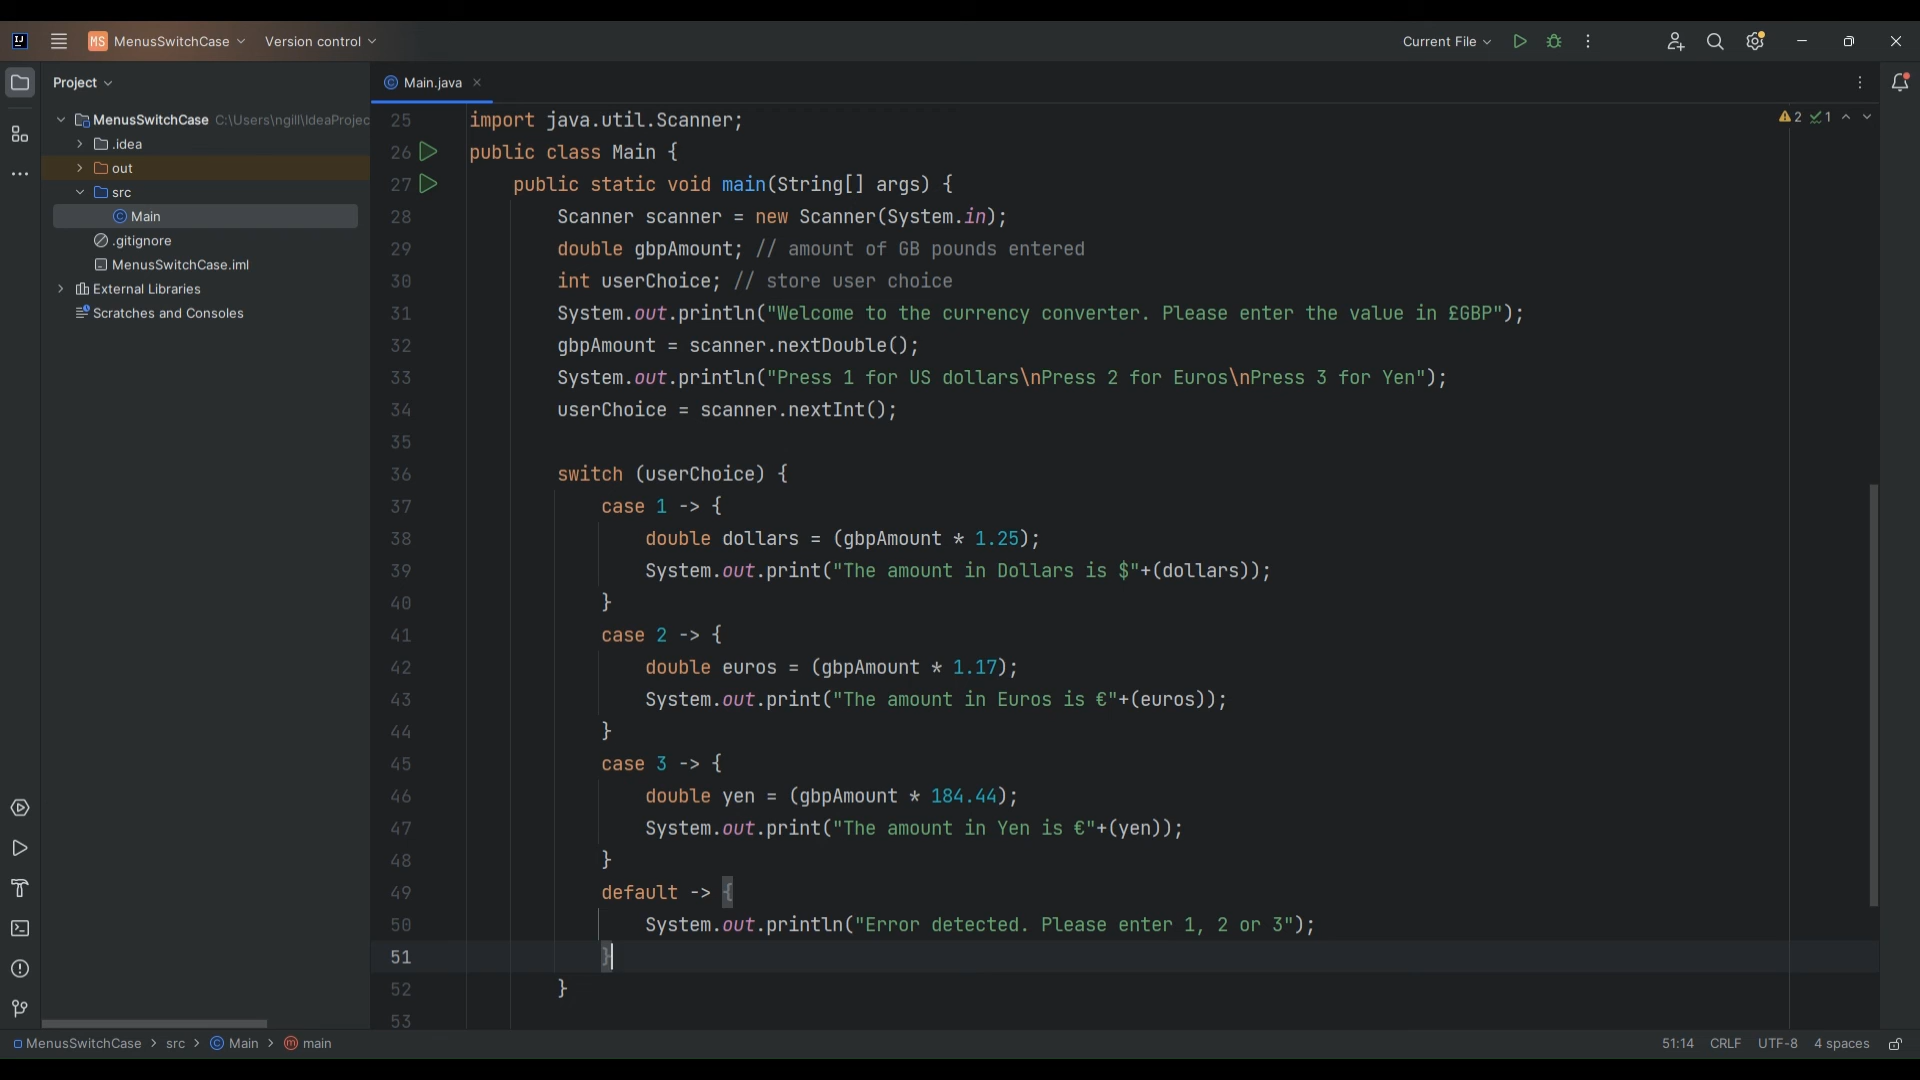 MS MenusSwitchCase Version control Current File
Project
Main.java
MenusSwitchCase C:\Users\ngill\IdeaProjec
.idea
out
src
Main
.gitignore
MenusSwitchCase.iml
External Libraries
Scratches and Consoles
2 1
25 import java.util.Scanner;
26 public class Main {
27 public static void main(String[] args) {
28 Scanner scanner = new Scanner(System.in);
29 double gbpAmount; // amount of GB pounds entered
30 int userChoice; // store user choice
31 System.out.println("Welcome to the currency converter. Please enter the value in £GBP");
32 gbpAmount = scanner.nextDouble();
33 System.out.println("Press 1 for US dollars\nPress 2 for Euros\nPress 3 for Yen");
34 userChoice = scanner.nextInt();
35
36 switch (userChoice) {
37 case 1 -> {
38 double dollars = (gbpAmount * 1.25);
39 System.out.print("The amount in Dollars is $"+(dollars));
40 }
41 case 2 -> {
42 double euros = (gbpAmount * 1.17);
43 System.out.print("The amount in Euros is €"+(euros));
44 }
45 case 3 -> {
46 double yen = (gbpAmount * 184.44);
47 System.out.print("The amount in Yen is €"+(yen));
48 }
49 default -> {
50 System.out.println("Error detected. Please enter 1, 2 or 3");
51 }
52 }
53
MenusSwitchCase > src > Main > main 51:14 CRLF UTF-8 4 spaces